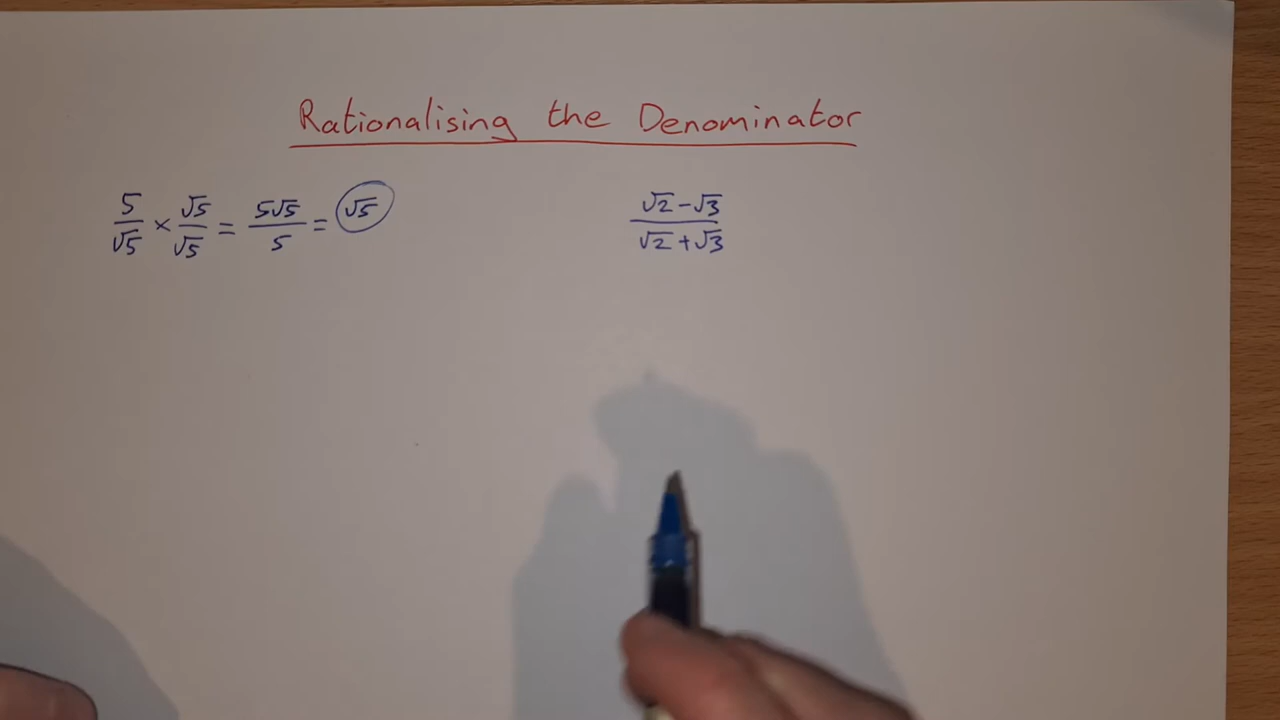 Rationalising the Denominator
5/√5 × √5/√5 = 5√5/5 = √5
√2-√3
√2+√3